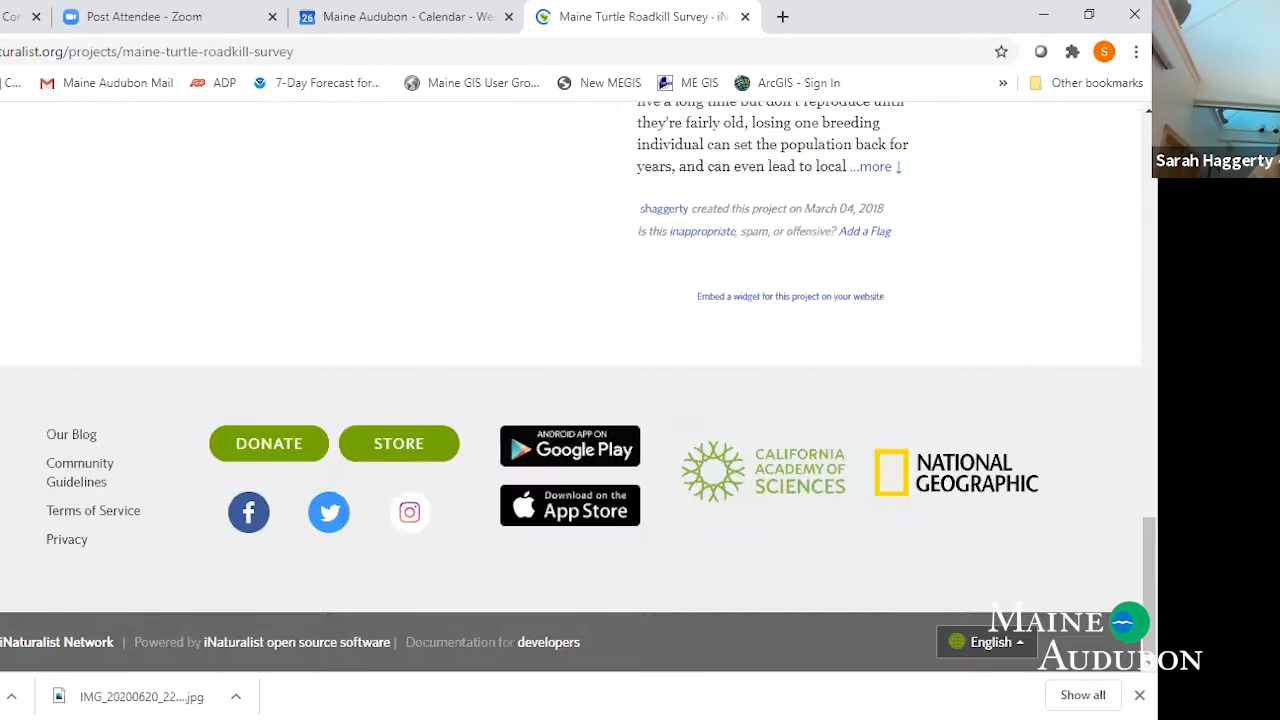 Cor
Post Attendee - Zoom
Maine Audubon - Calendar - We
Maine Turtle Roadkill Survey · iN
uralist.org/projects/maine-turtle-roadkill-survey
S
C...
Maine Audubon Mail
ADP
7-Day Forecast for...
Maine GIS User Gro...
New MEGIS
ME GIS
ArcGIS - Sign In
»
Other bookmarks
live a long time but don't reproduce until
they're fairly old, losing one breeding
individual can set the population back for
years, and can even lead to local ...more ↓
shaggerty created this project on March 04, 2018
Is this inappropriate, spam, or offensive? Add a Flag
Embed a widget for this project on your website
Sarah Haggerty -
Our Blog
Community
Guidelines
Terms of Service
Privacy
DONATE
STORE
ANDROID APP ON
Google Play
Download on the
App Store
CALIFORNIA
ACADEMY OF
SCIENCES
NATIONAL
GEOGRAPHIC
iNaturalist Network | Powered by iNaturalist open source software | Documentation for developers
English
MAINE
AUDUBON
IMG_20200620_22....jpg
Show all